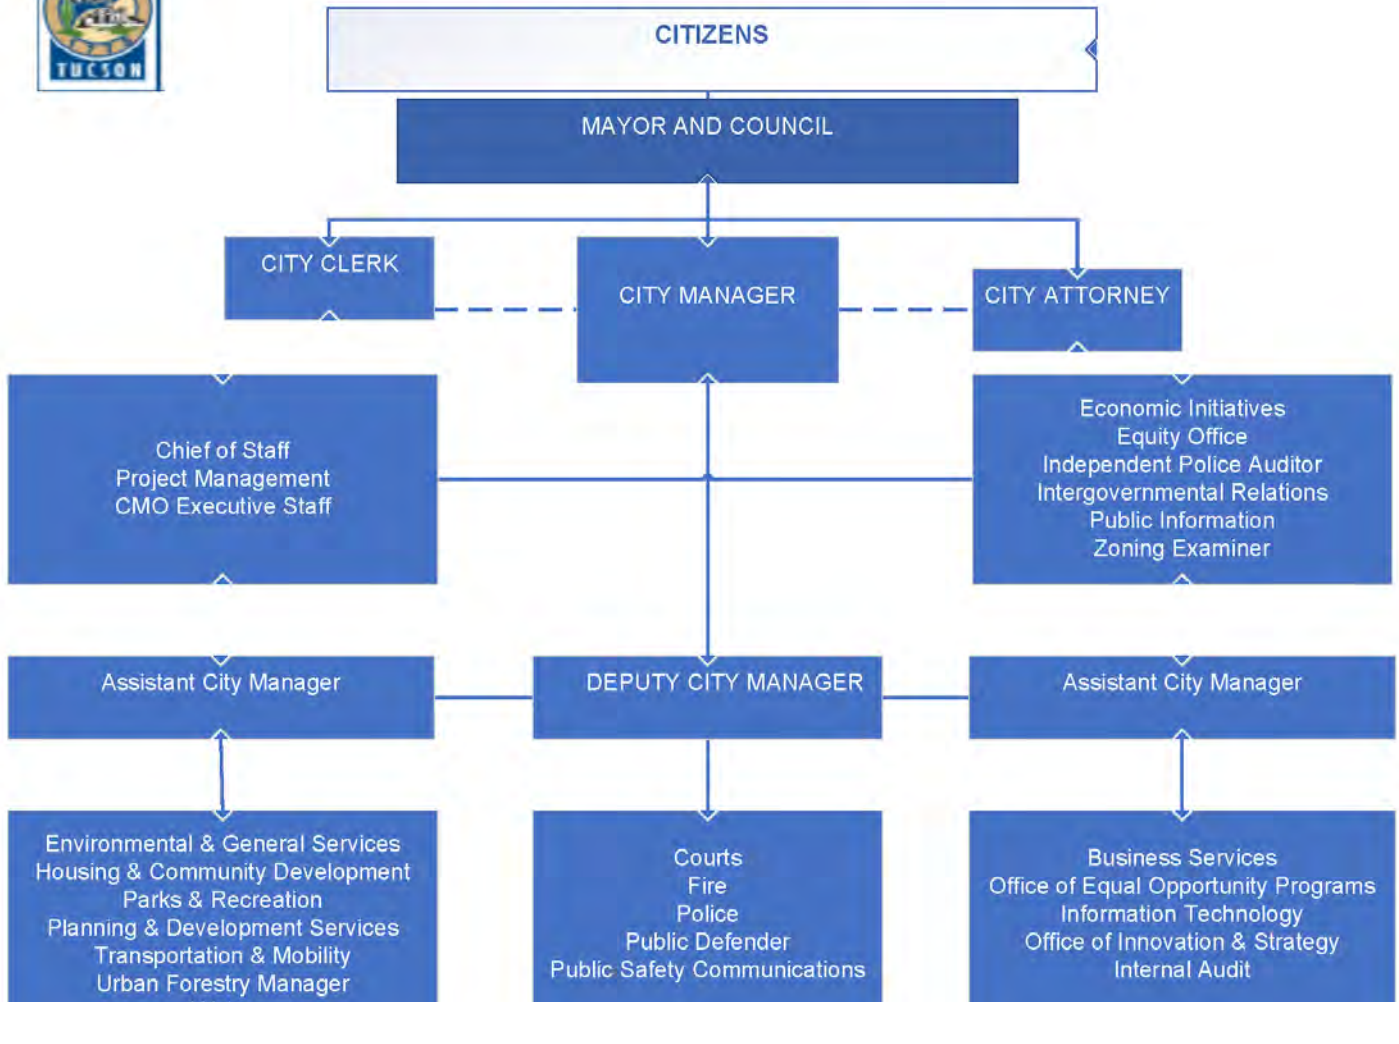 TUCSON
CITIZENS
MAYOR AND COUNCIL
CITY CLERK
CITY MANAGER
CITY ATTORNEY
Chief of Staff
Project Management
CMO Executive Staff
Economic Initiatives
Equity Office
Independent Police Auditor
Intergovernmental Relations
Public Information
Zoning Examiner
Assistant City Manager
DEPUTY CITY MANAGER
Assistant City Manager
Environmental & General Services
Housing & Community Development
Parks & Recreation
Planning & Development Services
Transportation & Mobility
Urban Forestry Manager
Courts
Fire
Police
Public Defender
Public Safety Communications
Business Services
Office of Equal Opportunity Programs
Information Technology
Office of Innovation & Strategy
Internal Audit